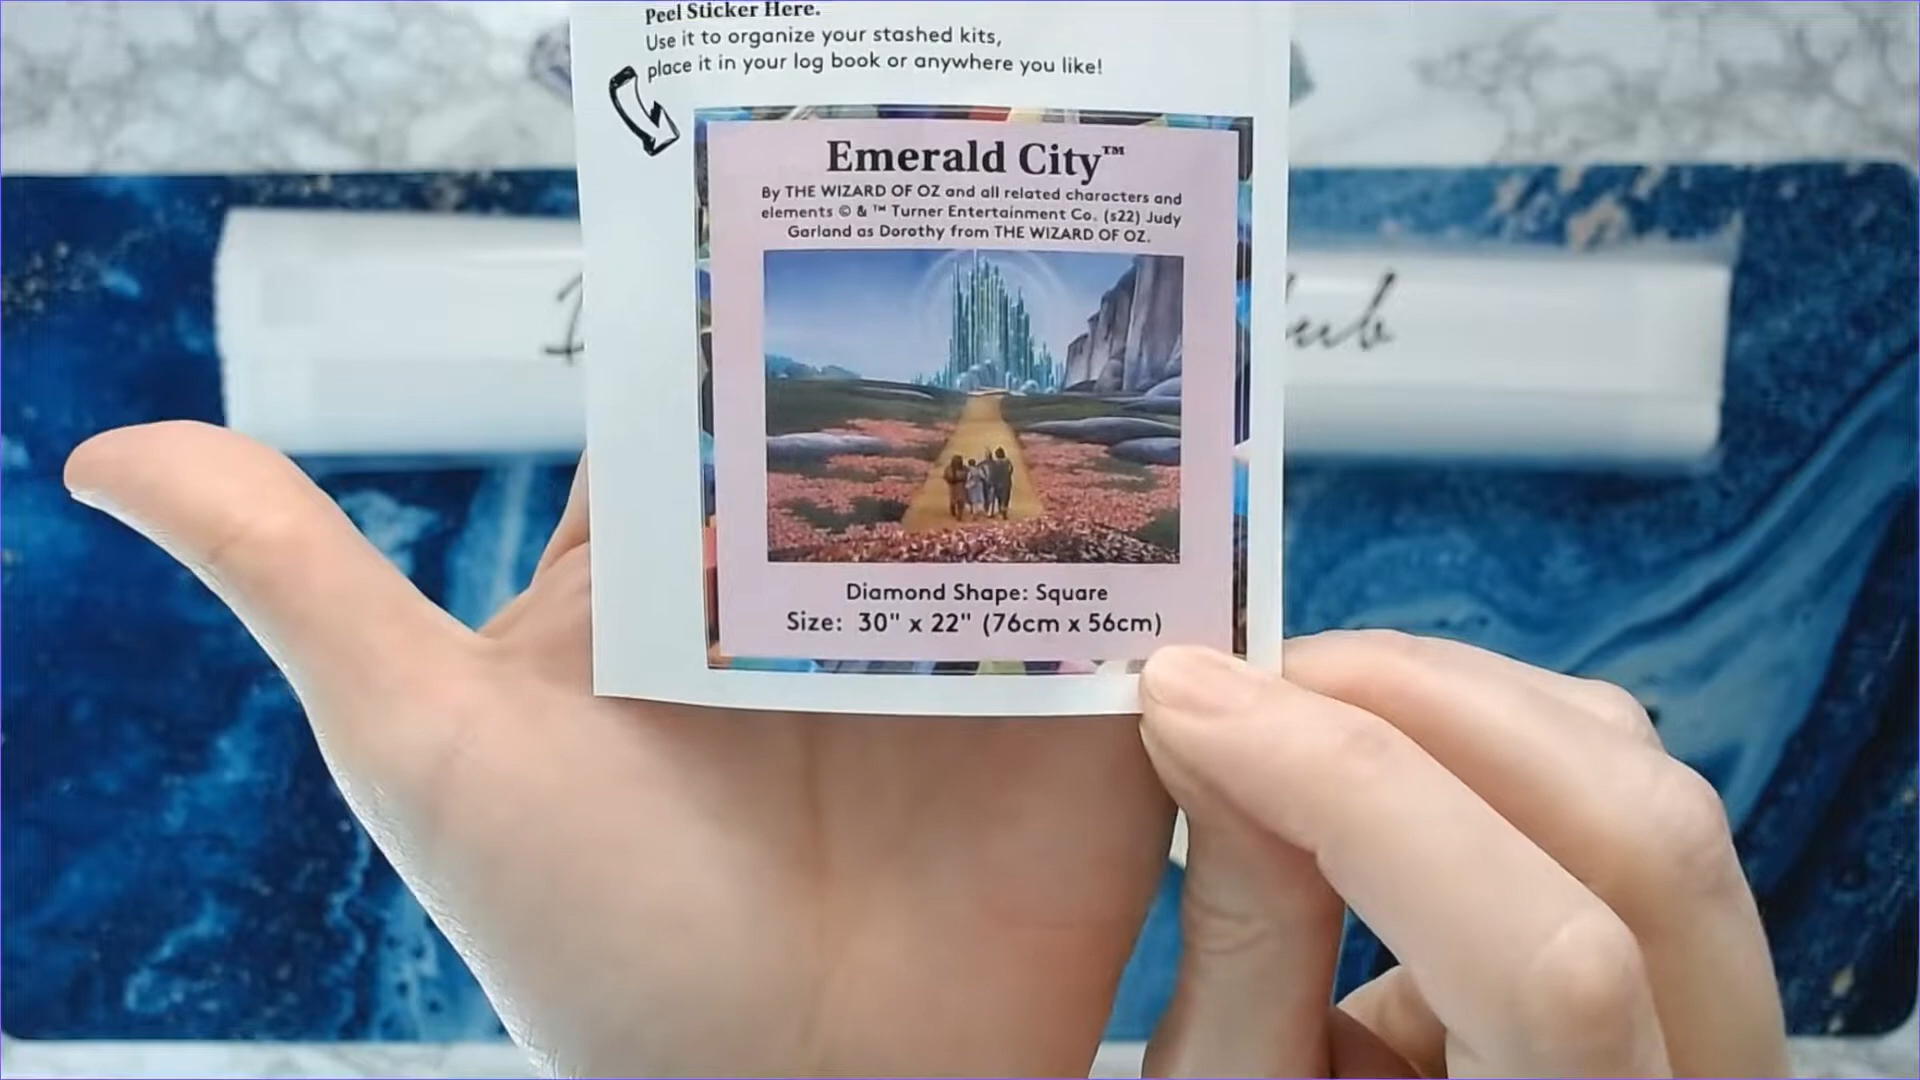 Peel Sticker Here.
Use it to organize your stashed kits,
place it in your log book or anywhere you like!
Emerald City™
By THE WIZARD OF OZ and all related characters and
elements © & ™ Turner Entertainment Co. (s22) Judy
Garland as Dorothy from THE WIZARD OF OZ.
Diamond Shape: Square
Size: 30" x 22" (76cm x 56cm)